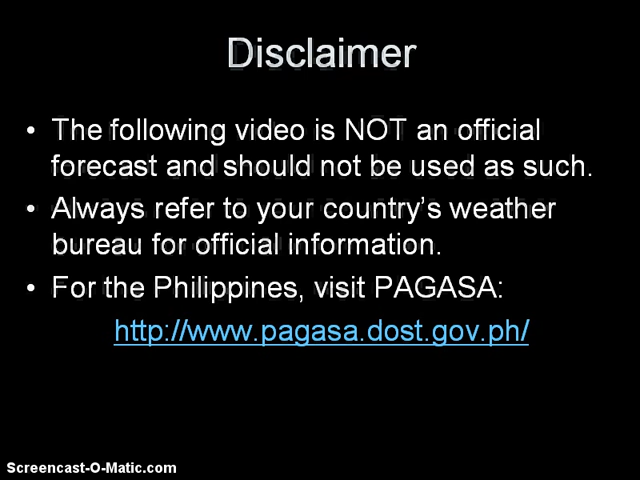 Disclaimer
• The following video is NOT an official
forecast and should not be used as such.
• Always refer to your country's weather
bureau for official information.
• For the Philippines, visit PAGASA:
http://www.pagasa.dost.gov.ph/
Screencast-O-Matic.com